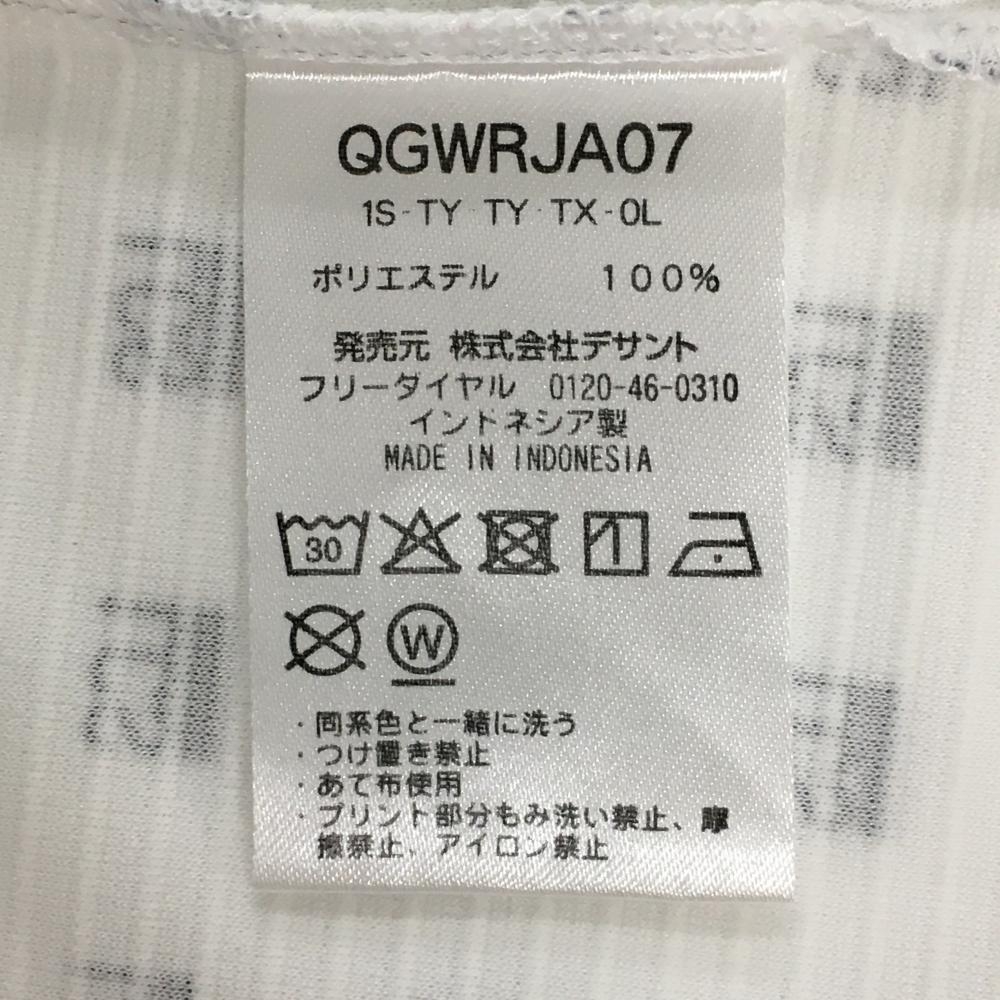 QGWRJA07
1S-TY TY-TX-0L
ポリエステル 100%
発売元 株式会社デサント
フリーダイヤル 0120-46-0310
インドネシア製
MADE IN INDONESIA
30
W
・同系色と一緒に洗う
・つけ置き禁止
・あて布使用
・プリント部分もみ洗い禁止、摩
擦禁止、アイロン禁止